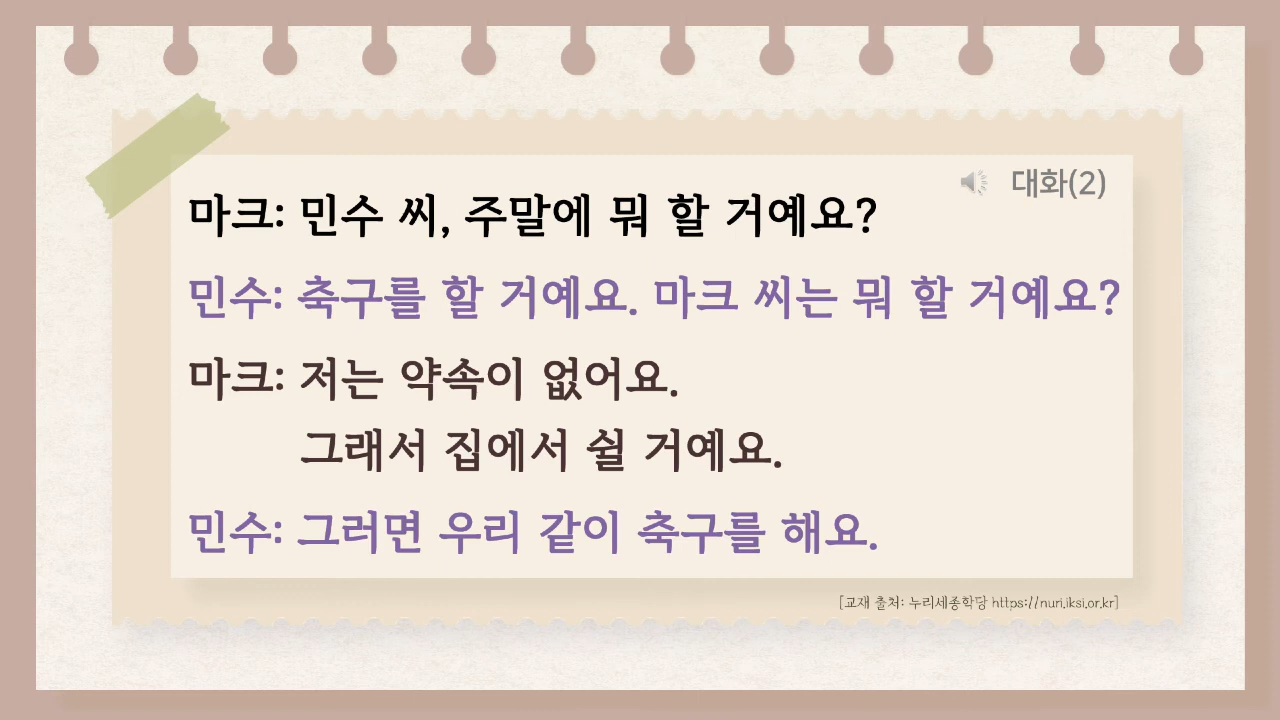 대화(2)
마크: 민수 씨, 주말에 뭐 할 거예요?
민수: 축구를 할 거예요. 마크 씨는 뭐 할 거예요?
마크: 저는 약속이 없어요.
그래서 집에서 쉴 거예요.
민수: 그러면 우리 같이 축구를 해요.
[교재 출처: 누리세종학당 https://nuri.iksi.or.kr]